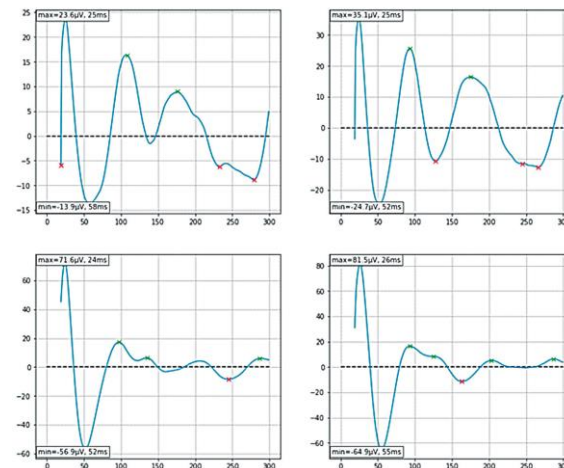 max=23.6µV, 25ms
25
20
15
10
5
0
−5
−10
−15
min=-13.9µV, 58ms
0 50 100 150 200 250 300
max=35.1µV, 25ms
30
20
10
0
−10
−20
min=-24.7µV, 52ms
0 50 100 150 200 250 300
max=71.6µV, 24ms
60
40
20
0
−20
−40
−60
min=-56.9µV, 52ms
0 50 100 150 200 250 300
max=81.5µV, 26ms
80
60
40
20
0
−20
−40
−60
min=-64.9µV, 55ms
0 50 100 150 200 250 300